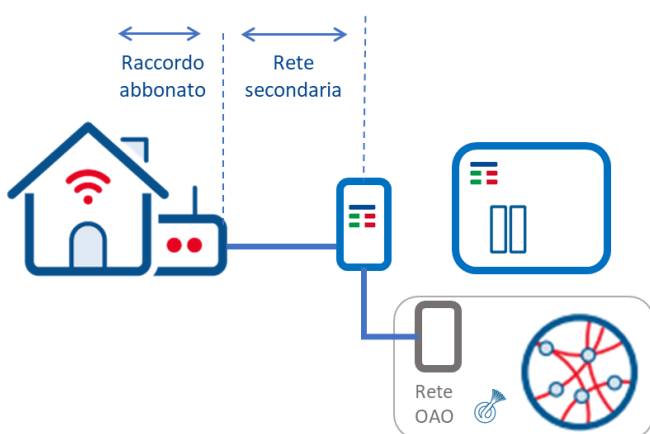 Raccordo
abbonato
Rete
secondaria
Rete
OAO